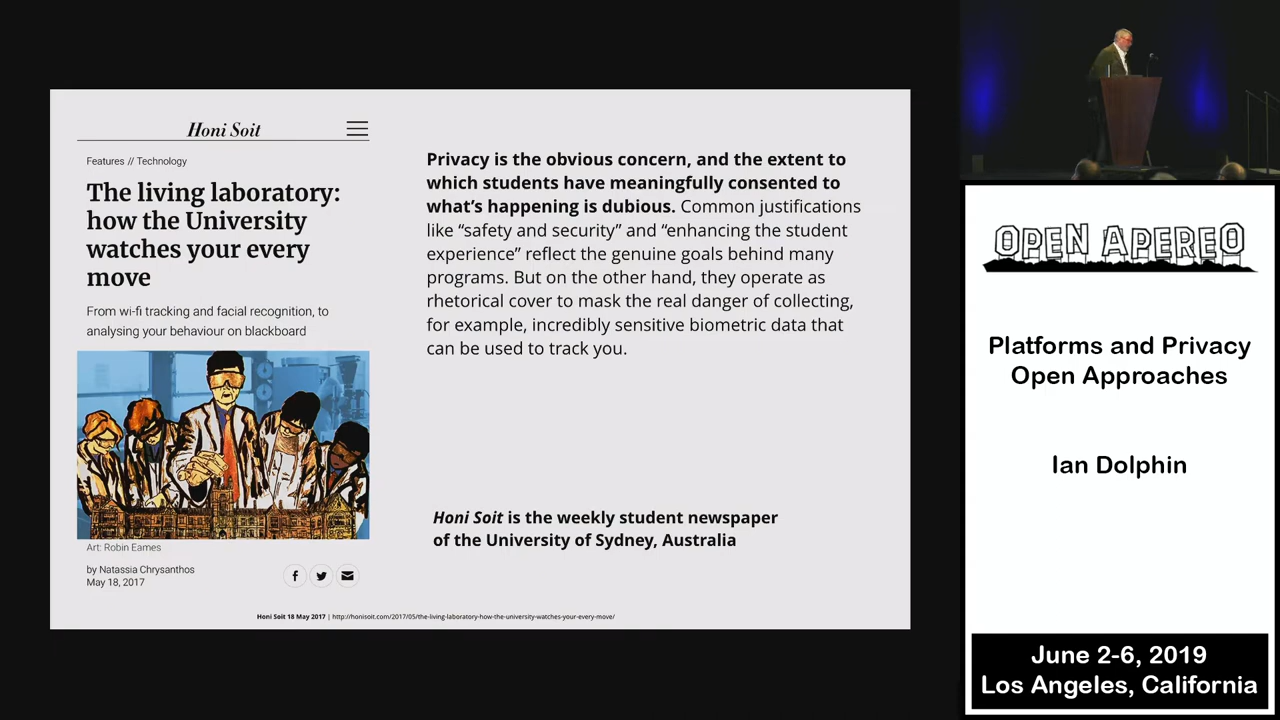 Honi Soit
Features // Technology
The living laboratory:
how the University
watches your every
move
From wi-fi tracking and facial recognition, to
analysing your behaviour on blackboard
Art: Robin Eames
by Natassia Chrysanthos
May 18, 2017
Privacy is the obvious concern, and the extent to
which students have meaningfully consented to
what's happening is dubious. Common justifications
like “safety and security” and “enhancing the student
experience” reflect the genuine goals behind many
programs. But on the other hand, they operate as
rhetorical cover to mask the real danger of collecting,
for example, incredibly sensitive biometric data that
can be used to track you.
Honi Soit is the weekly student newspaper
of the University of Sydney, Australia
Honi Soit 18 May 2017 | http://honisoit.com/2017/05/the-living-laboratory-how-the-university-watches-your-every-move/
OPEN APEREO
Platforms and Privacy
Open Approaches
Ian Dolphin
June 2-6, 2019
Los Angeles, California